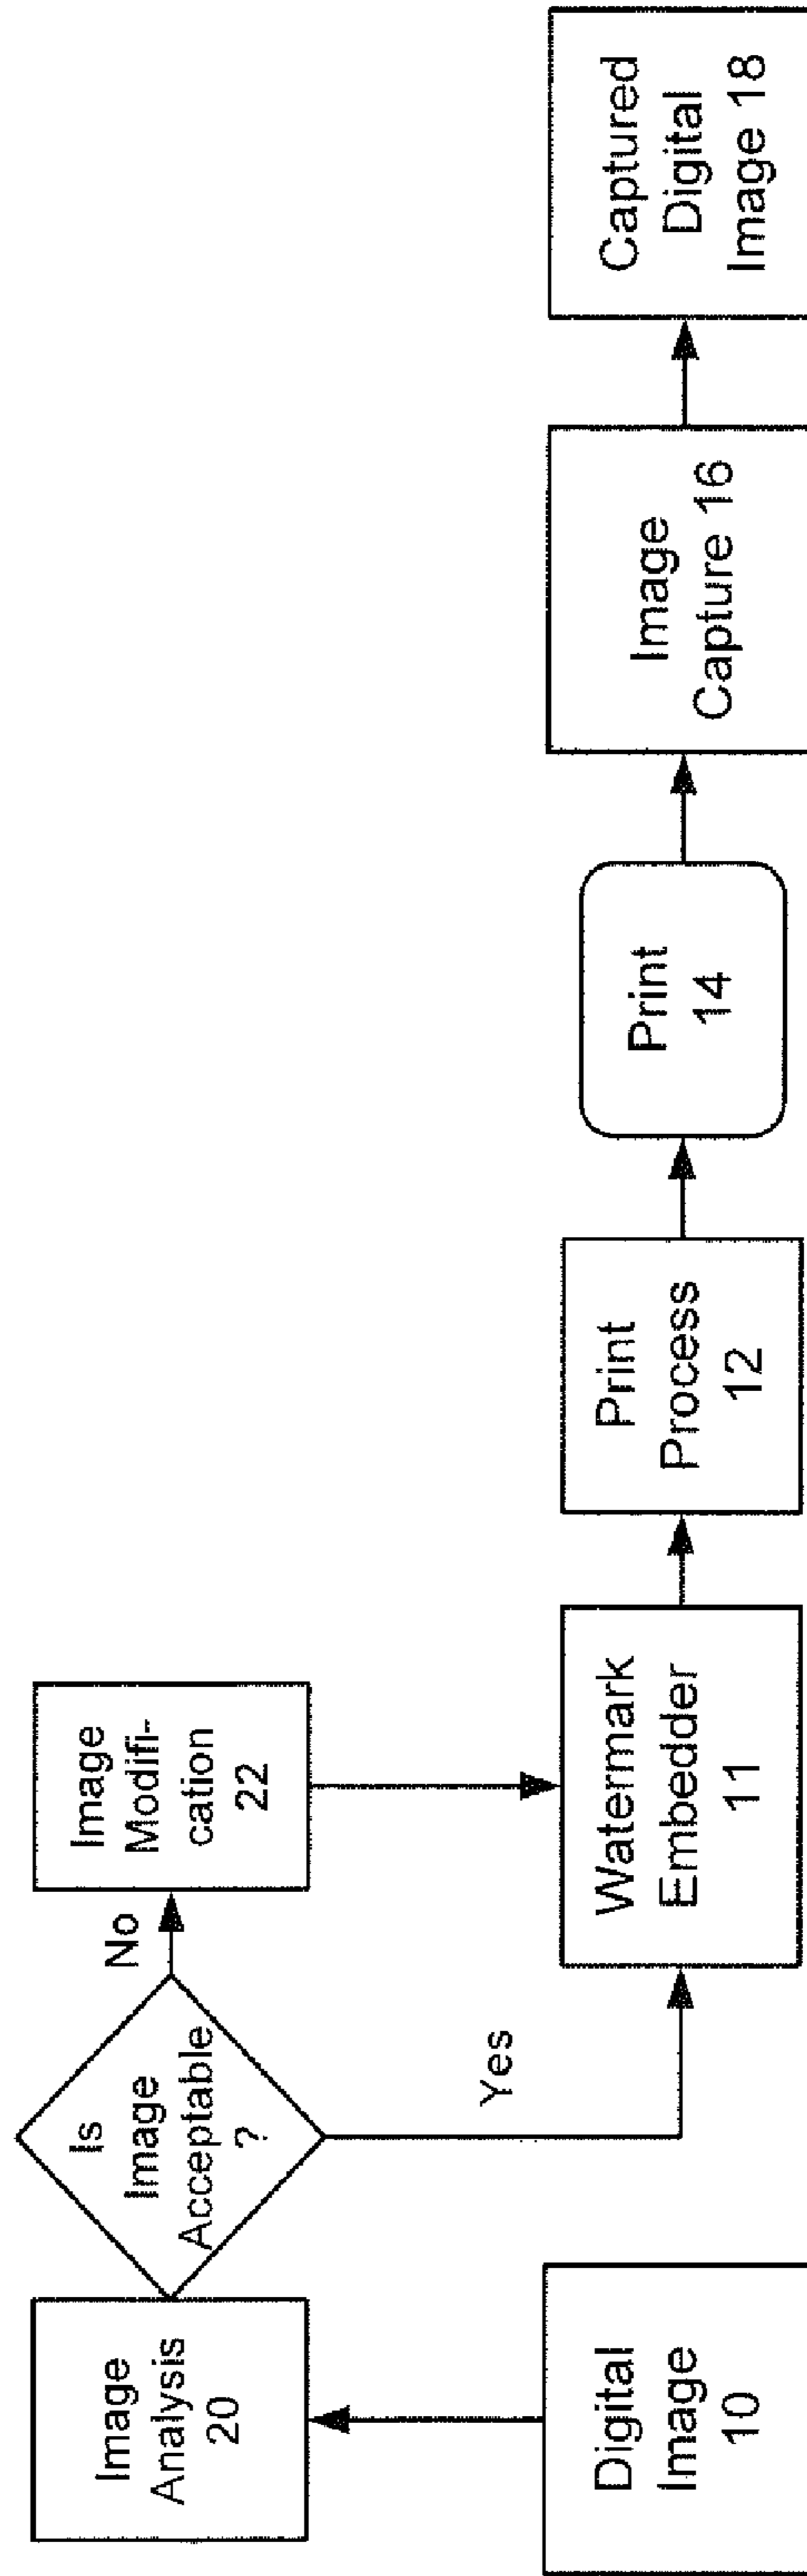 Image
Analysis
20
Is
Image
Acceptable
?
No
Yes
Image
Modifi-
cation
22
Digital
Image
10
Watermark
Embedder
11
Print
Process
12
Print
14
Image
Capture 16
Captured
Digital
Image 18